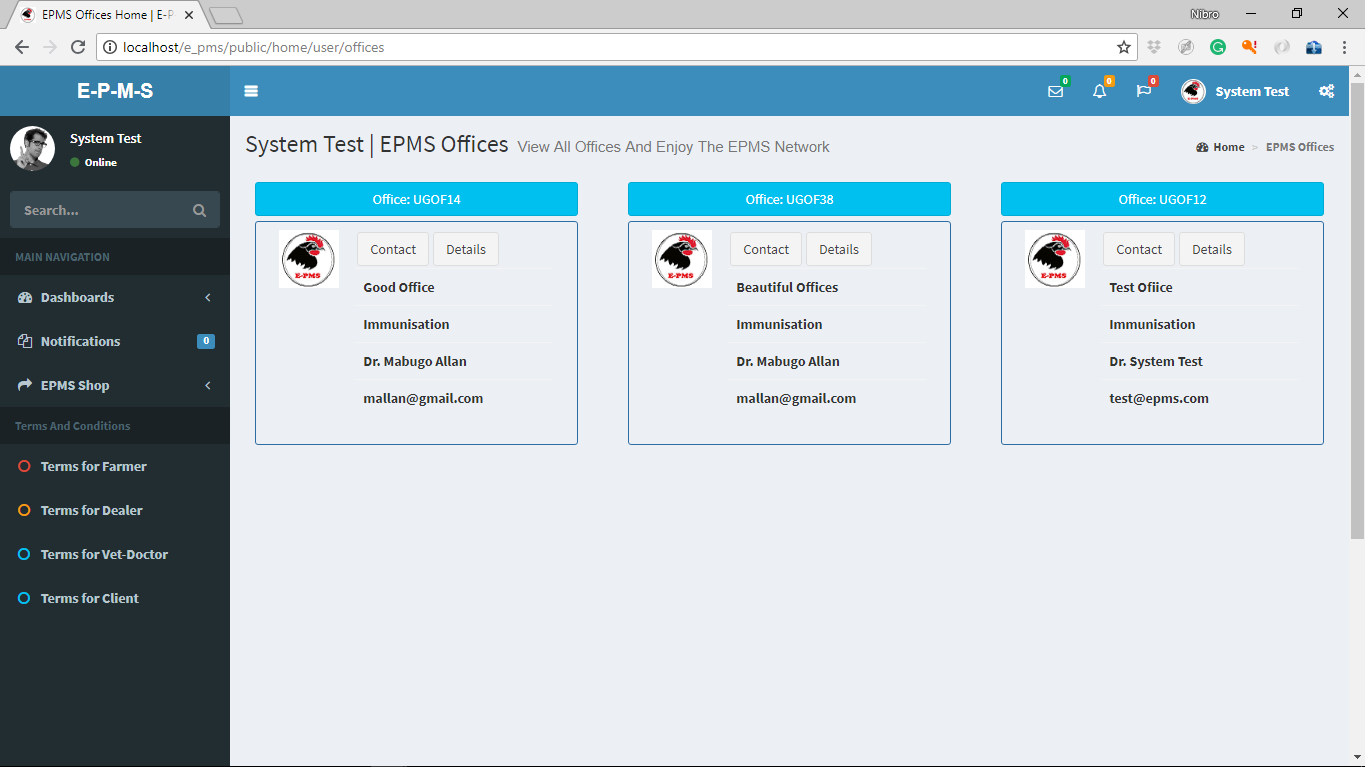 EPMS Offices Home | E-P
Nibro
localhost/e_pms/public/home/user/offices
E-P-M-S
0
0
0
System Test
System Test
Online
System Test | EPMS Offices View All Offices And Enjoy The EPMS Network
Home > EPMS Offices
Search...
MAIN NAVIGATION
Dashboards
Notifications 0
EPMS Shop
Terms And Conditions
Terms for Farmer
Terms for Dealer
Terms for Vet-Doctor
Terms for Client
Office: UGOF14
E-PMS
Contact Details
Good Office
Immunisation
Dr. Mabugo Allan
mallan@gmail.com
Office: UGOF38
E-PMS
Contact Details
Beautiful Offices
Immunisation
Dr. Mabugo Allan
mallan@gmail.com
Office: UGOF12
E-PMS
Contact Details
Test Ofiice
Immunisation
Dr. System Test
test@epms.com